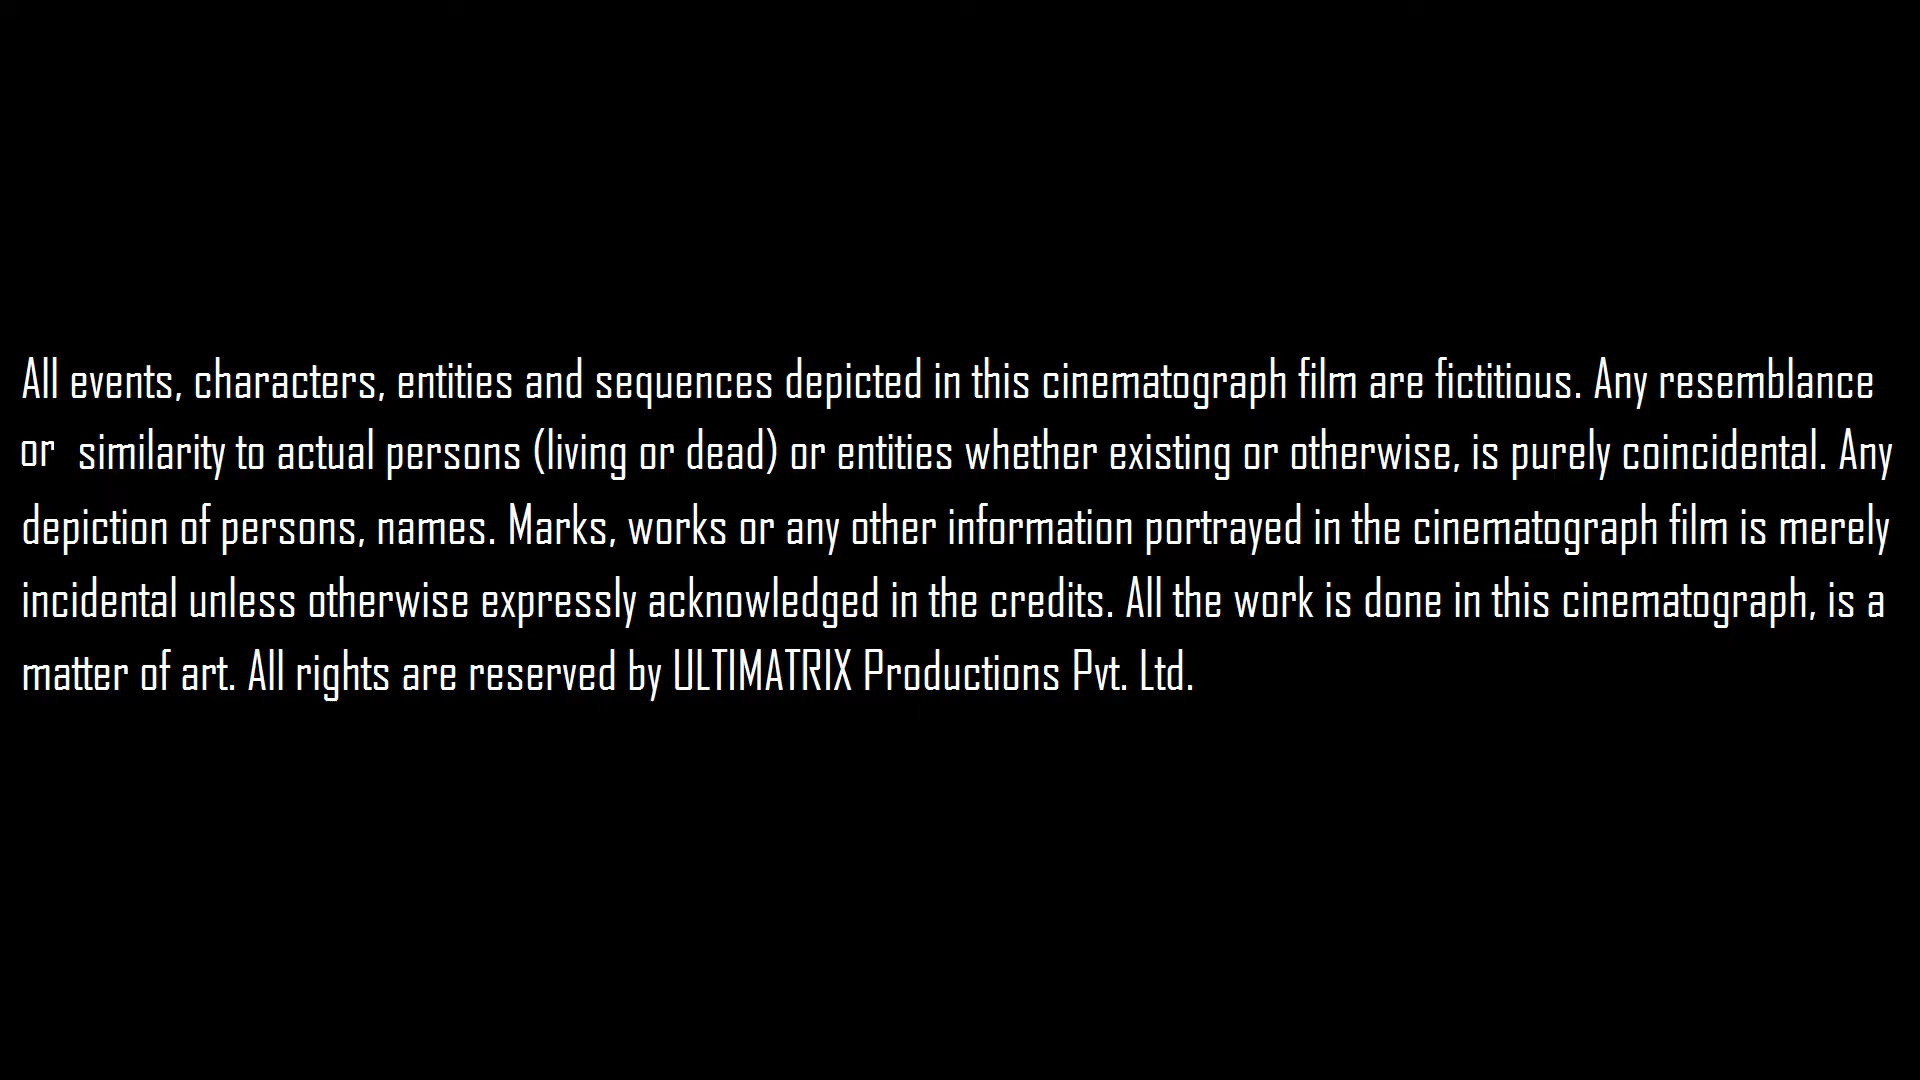 All events, characters, entities and sequences depicted in this cinematograph film are fictitious. Any resemblance
or  similarity to actual persons (living or dead) or entities whether existing or otherwise, is purely coincidental. Any
depiction of persons, names. Marks, works or any other information portrayed in the cinematograph film is merely
incidental unless otherwise expressly acknowledged in the credits. All the work is done in this cinematograph, is a
matter of art. All rights are reserved by ULTIMATRIX Productions Pvt. Ltd.